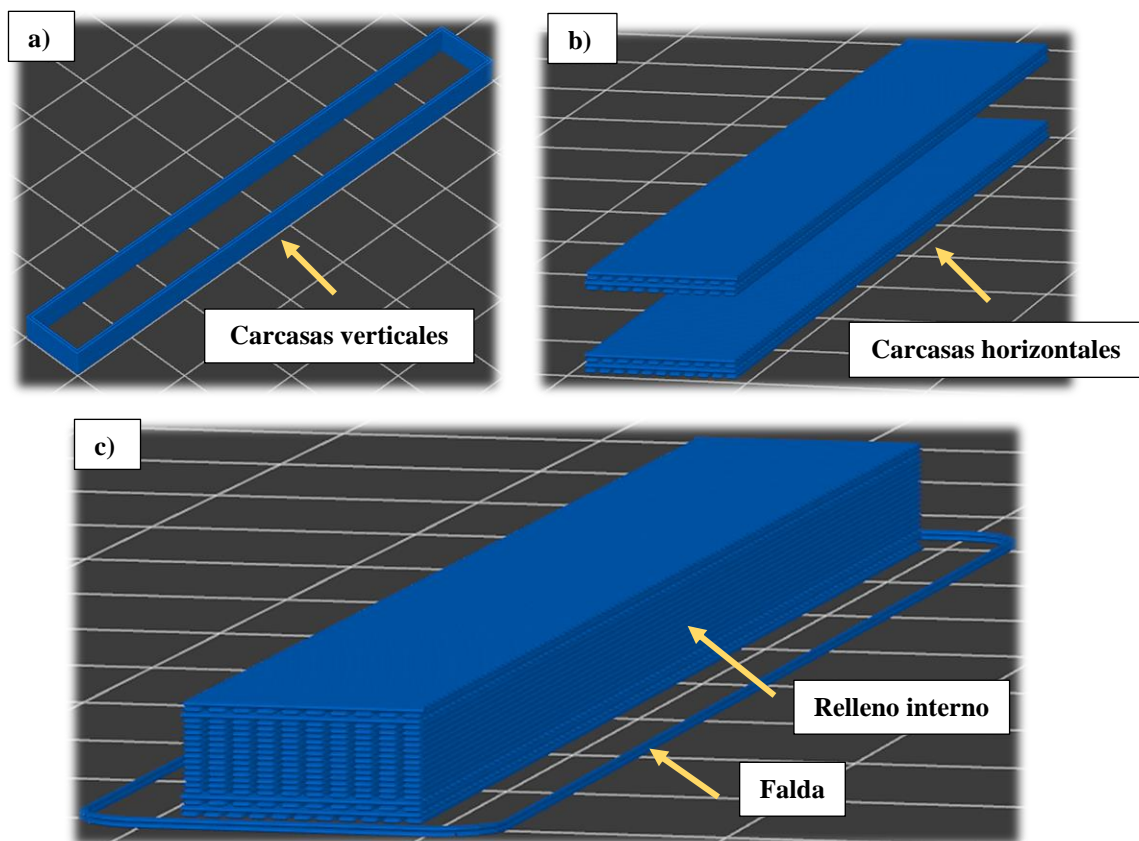 a)
b)
Carcasas verticales
Carcasas horizontales
c)
Relleno interno
Falda